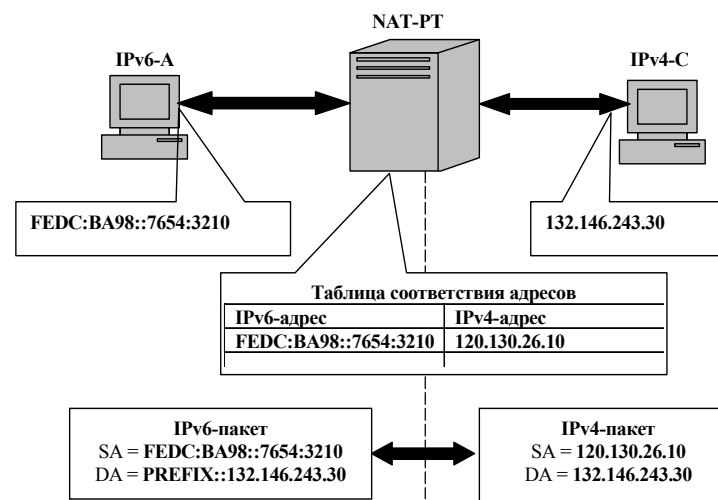 NAT-PT
IPv6-A
IPv4-C
FEDC:BA98::7654:3210
132.146.243.30
Таблица соответствия адресов
IPv6-адрес IPv4-адрес
FEDC:BA98::7654:3210 120.130.26.10
IPv6-пакет
SA = FEDC:BA98::7654:3210
DA = PREFIX::132.146.243.30
IPv4-пакет
SA = 120.130.26.10
DA = 132.146.243.30